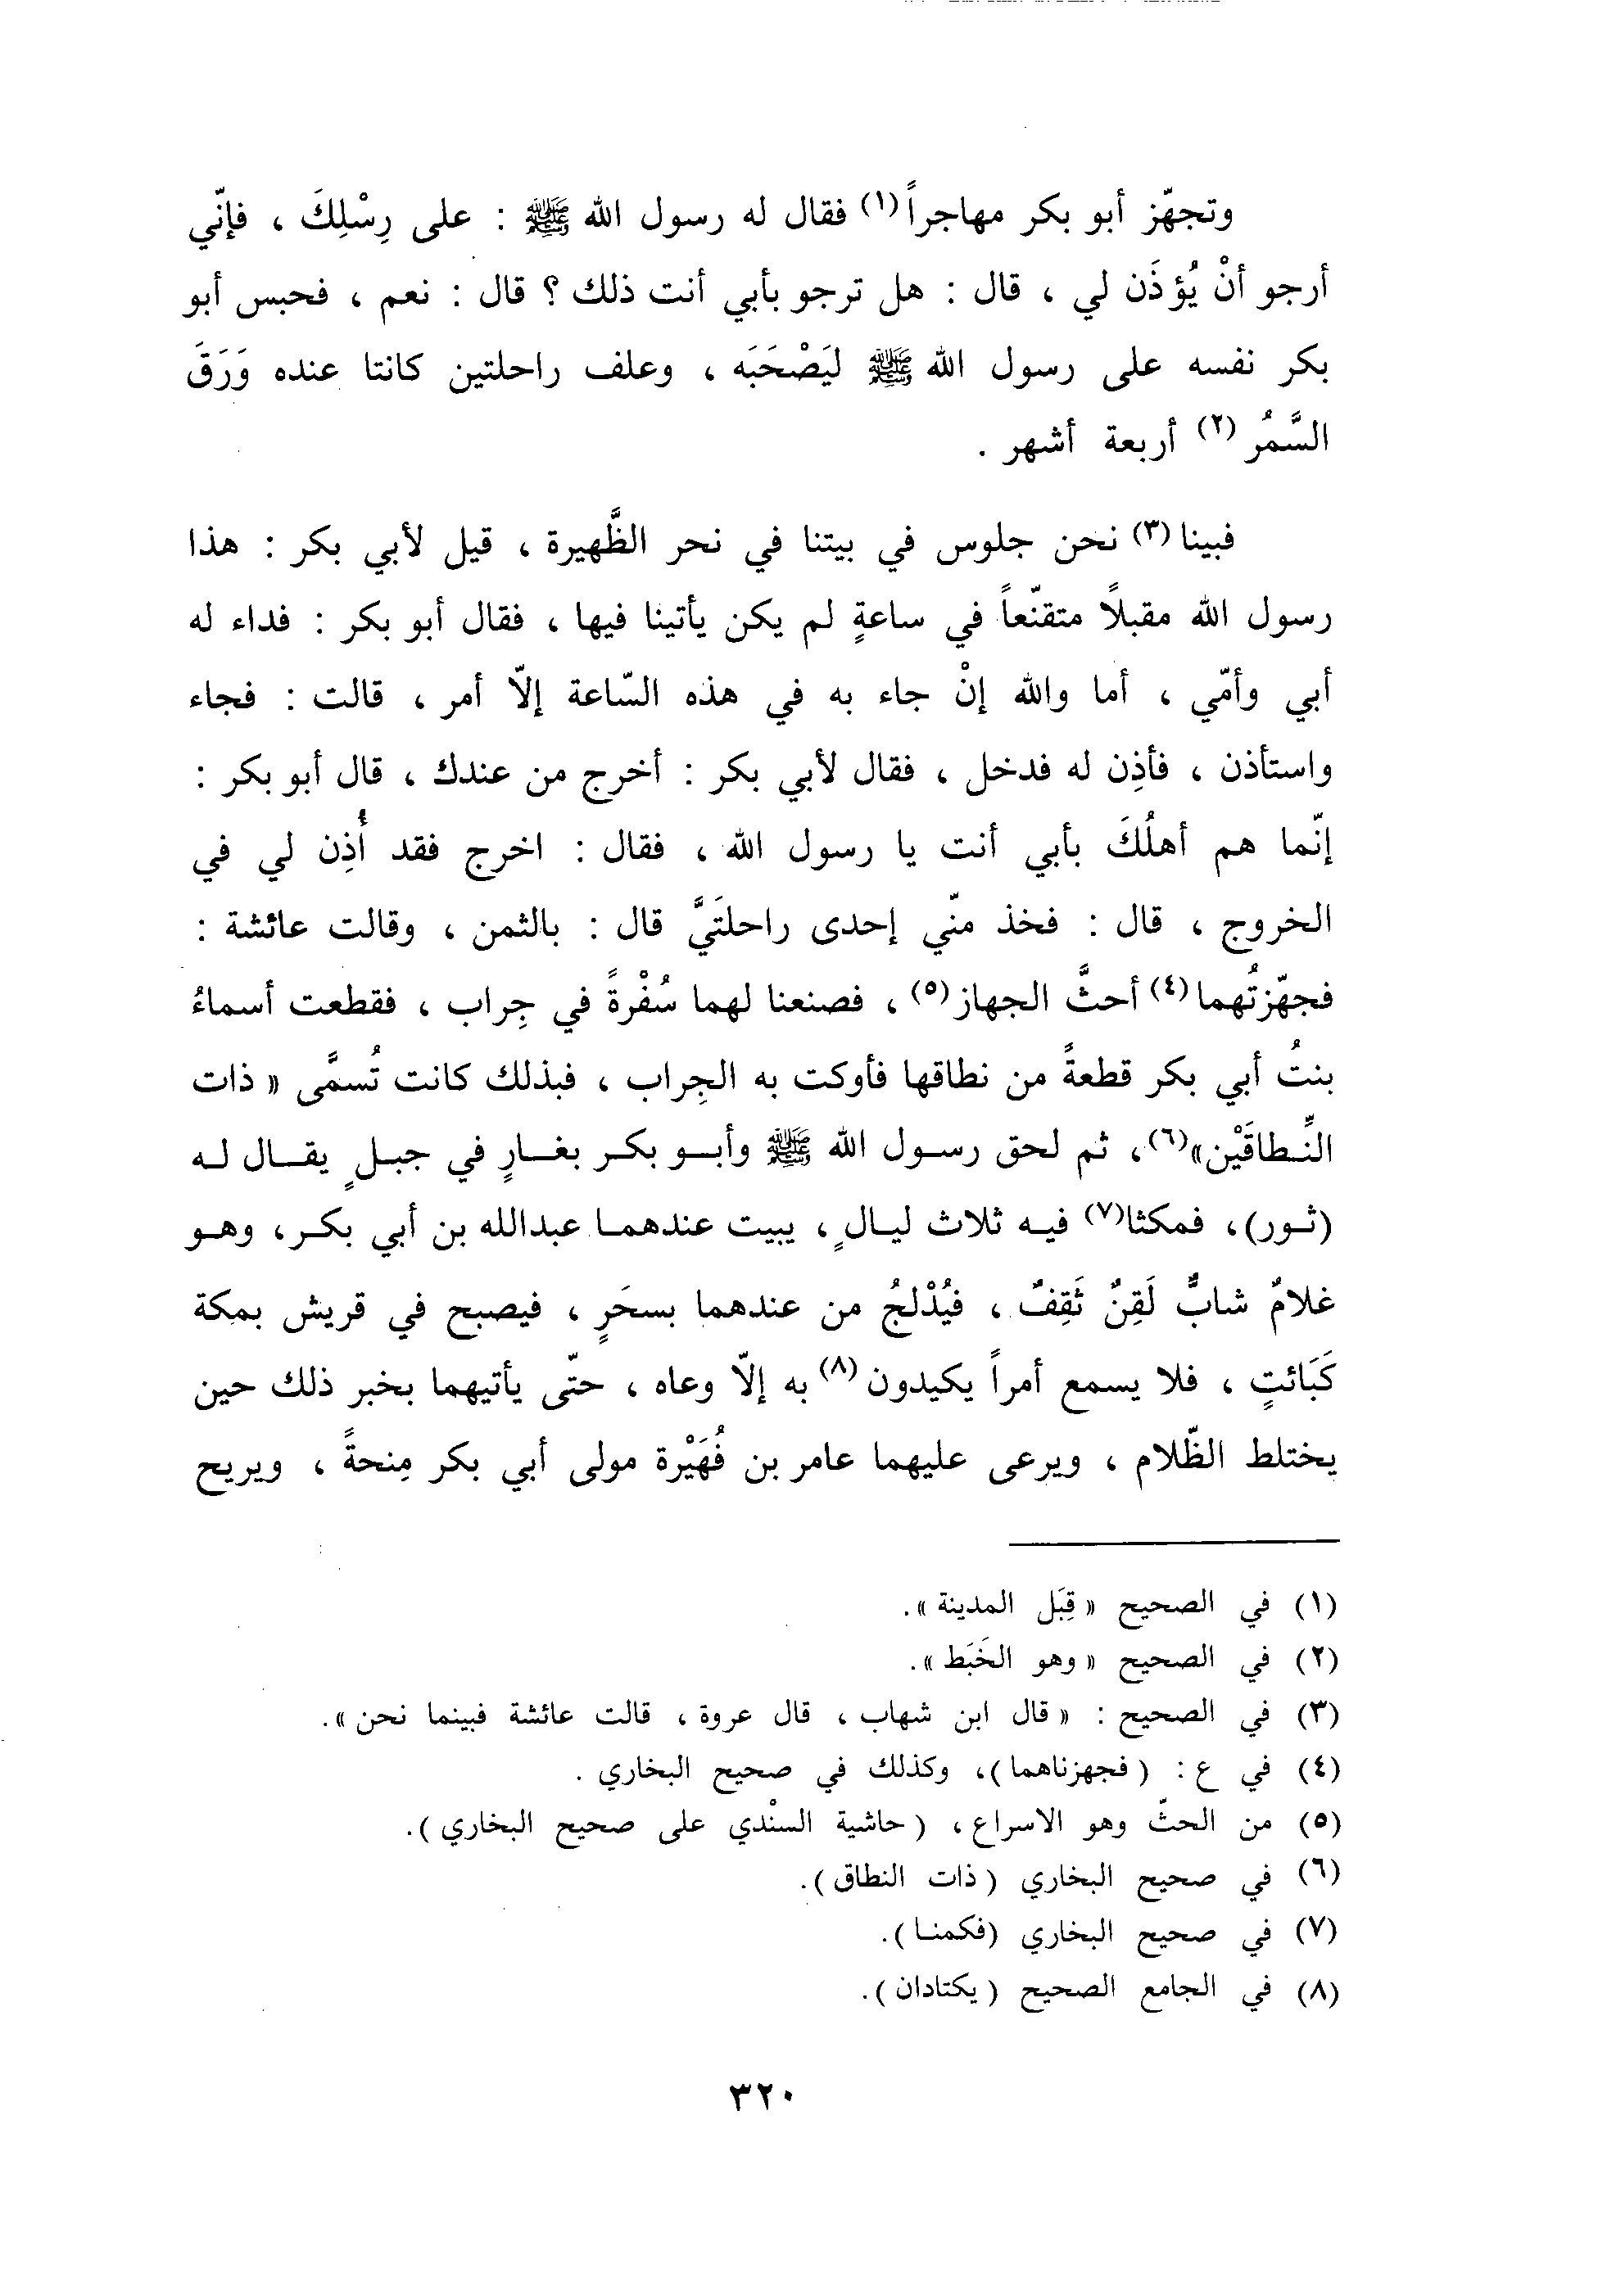 وتجهّز أبو بكر مهاجراً(١) فقال له رسول الله ﷺ : على رِسْلِكَ ، فإنّي
أرجو أنْ يُؤذَن لي ، قال : هل ترجو بأبي أنت ذلك ؟ قال : نعم ، فحبس أبو
بكر نفسه على رسول الله ﷺ ليَصْحَبَه ، وعلف راحلتين كانتا عنده وَرَقَ
السَّمُر (٢) أربعة أشهر .
فبينا (٣) نحن جلوس في بيتنا في نحر الظَّهيرة ، قيل لأبي بكر : هذا
رسول الله مقبلاً متقنّعاً في ساعةٍ لم يكن يأتينا فيها ، فقال أبو بكر : فداء له
أبي وأمّي ، أما والله إنْ جاء به في هذه السّاعة إلاّ أمر ، قالت : فجاء
واستأذن ، فأذِن له فدخل ، فقال لأبي بكر : أخرج من عندك ، قال أبو بكر :
إنّما هم أهلُكَ بأبي أنت يا رسول الله ، فقال : اخرج فقد أُذِن لي في
الخروج ، قال : فخذ منّي إحدى راحلتَيَّ قال : بالثمن ، وقالت عائشة :
فجهّزتُهما(٤) أحثَّ الجهاز(٥) ، فصنعنا لهما سُفْرةً في جِراب ، فقطعت أسماءُ
بنتُ أبي بكر قطعةً من نطاقها فأوكت به الجِراب ، فبذلك كانت تُسمَّى « ذات
النِّطاقَيْن»(٦)، ثم لحق رسول الله ﷺ وأبو بكر بغارٍ في جبلٍ يقال له
(ثور)، فمكثا(٧) فيه ثلاث ليالٍ ، يبيت عندهما عبدالله بن أبي بكر، وهو
غلامٌ شابٌّ لَقِنٌ ثَقِفٌ ، فيُدْلجُ من عندهما بسحَرٍ ، فيصبح في قريش بمكة
كَبَائتٍ ، فلا يسمع أمراً يكيدون (٨) به إلاّ وعاه ، حتّى يأتيهما بخبر ذلك حين
يختلط الظّلام ، ويرعى عليهما عامر بن فُهَيْرة مولى أبي بكر مِنحةً ، ويريح
(١) في الصحيح « قِبَل المدينة ».
(٢) في الصحيح « وهو الخَبَط ».
(٣) في الصحيح : « قال ابن شهاب ، قال عروة ، قالت عائشة فبينما نحن ».
(٤) في ع : ( فجهزناهما )، وكذلك في صحيح البخاري .
(٥) من الحثّ وهو الاسراع ، ( حاشية السنْدي على صحيح البخاري ).
(٦) في صحيح البخاري ( ذات النطاق ).
(٧) في صحيح البخاري (فكمنا ).
(٨) في الجامع الصحيح ( يكتادان ).
٣٢٠